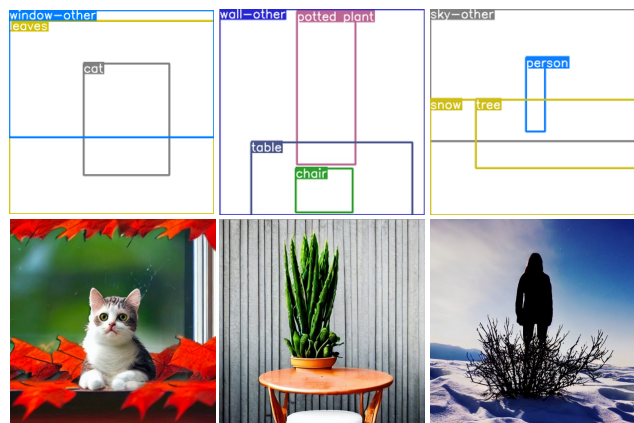 window-other
leaves
cat
wall-other
potted plant
table
chair
sky-other
person
snow
tree